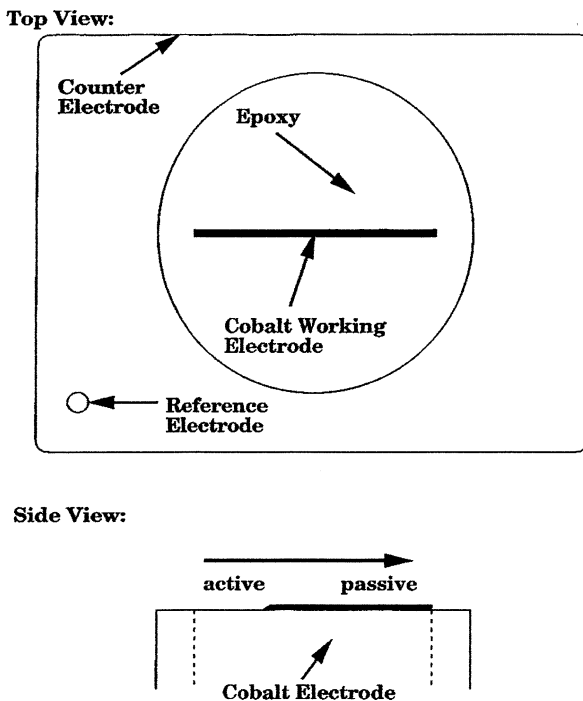 Top View:
Counter
Electrode
Epoxy
Cobalt Working
Electrode
Reference
Electrode
Side View:
active passive
Cobalt Electrode